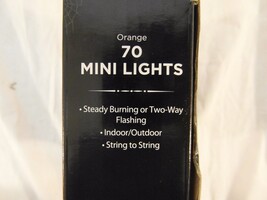 Orange
70
MINI LIGHTS
• Steady Burning or Two-Way
Flashing
• Indoor/Outdoor
• String to String